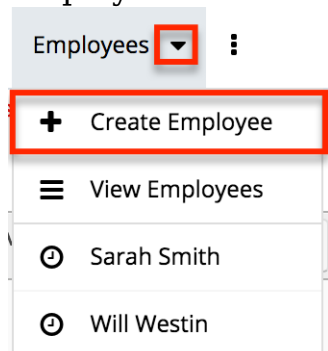 Employees
Create Employee
View Employees
Sarah Smith
Will Westin